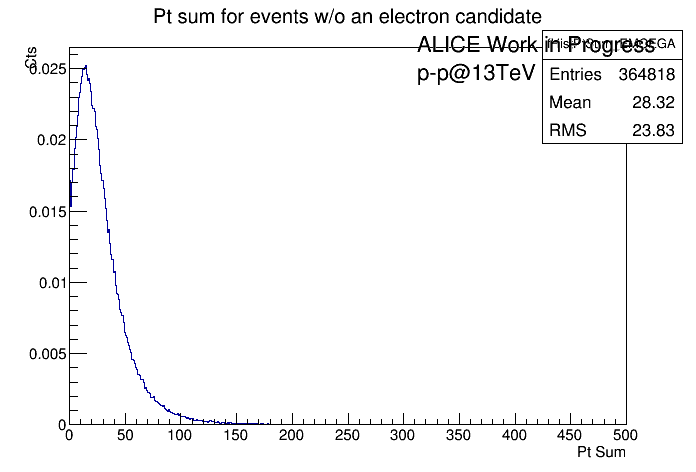 Pt sum for events w/o an electron candidate
Cts
ALICE Work in Progress
p-p@13TeV
Entries 364818
Mean 28.32
RMS 23.83
0.025
0.02
0.015
0.01
0.005
0
0 50 100 150 200 250 300 350 400 450 500
Pt Sum